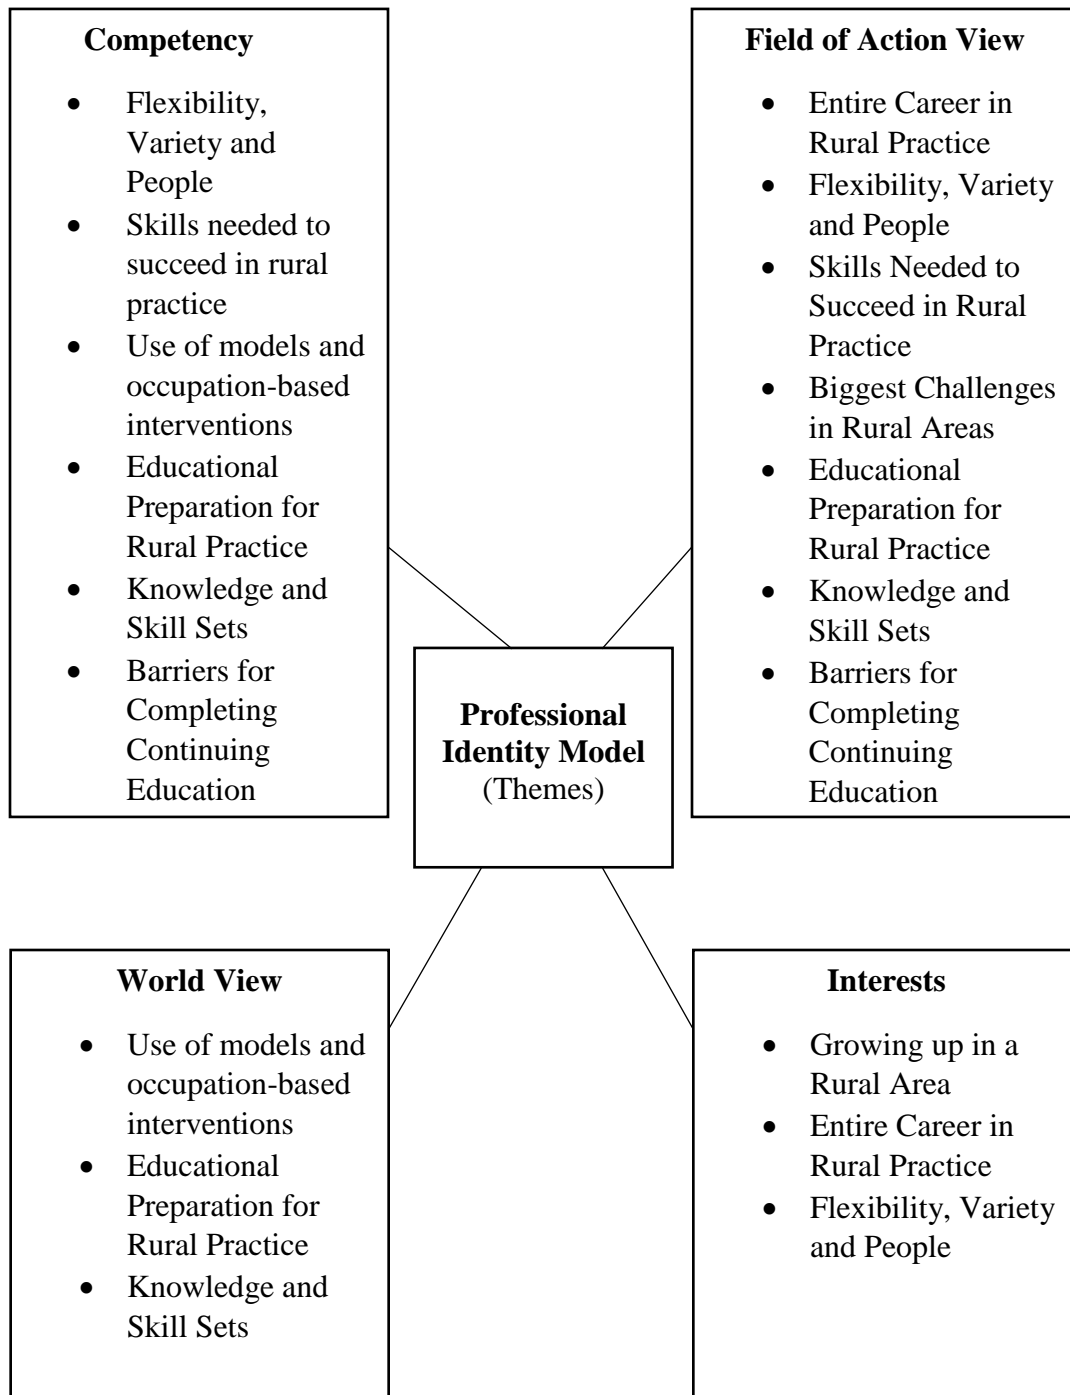 Competency
• Flexibility,
Variety and
People
• Skills needed to
succeed in rural
practice
• Use of models and
occupation-based
interventions
• Educational
Preparation for
Rural Practice
• Knowledge and
Skill Sets
• Barriers for
Completing
Continuing
Education
Field of Action View
• Entire Career in
Rural Practice
• Flexibility, Variety
and People
• Skills Needed to
Succeed in Rural
Practice
• Biggest Challenges
in Rural Areas
• Educational
Preparation for
Rural Practice
• Knowledge and
Skill Sets
• Barriers for
Completing
Continuing
Education
Professional
Identity Model
(Themes)
World View
• Use of models and
occupation-based
interventions
• Educational
Preparation for
Rural Practice
• Knowledge and
Skill Sets
Interests
• Growing up in a
Rural Area
• Entire Career in
Rural Practice
• Flexibility, Variety
and People